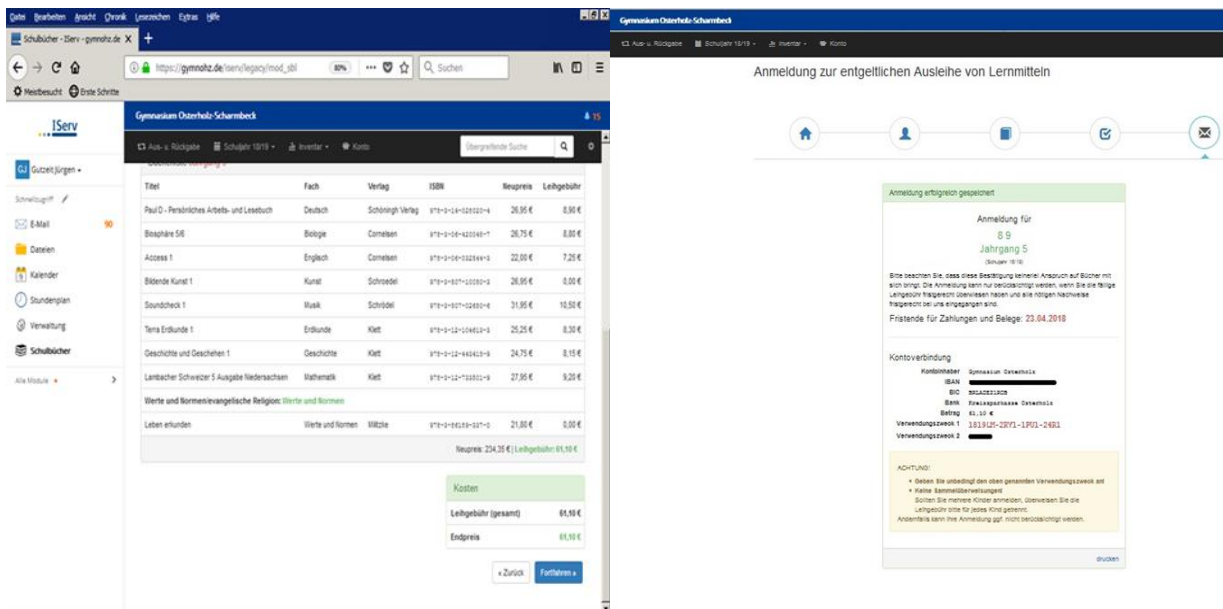 Datei Bearbeiten Ansicht Chronik Lesezeichen Extras Hilfe
Schulbücher - IServ - gymnohz.de
https://gymnohz.de/iserv/legacy/mod_sbl 80% Suchen
Meistbesucht Erste Schritte
IServ
Gutzeit Jürgen
Schnellzugriff
E-Mail 90
Dateien
Kalender
Stundenplan
Verwaltung
Schulbücher
Alle Module
Gymnasium Osterholz-Scharmbeck 15
Aus- u. Rückgabe Schuljahr 18/19 Inventar Konto Übergreifende Suche
Titel Fach Verlag ISBN Neupreis Leihgebühr
Paul D - Persönliches Arbeits- und Lesebuch Deutsch Schöningh Verlag 26,95 € 8,90 €
Biosphäre 5/6 Biologie Cornelsen 26,75 € 8,80 €
Access 1 Englisch Cornelsen 22,00 € 7,25 €
Bildende Kunst 1 Kunst Schroedel 26,95 € 0,00 €
Soundcheck 1 Musik Schrödel 31,95 € 10,50 €
Terra Erdkunde 1 Erdkunde Klett 25,25 € 8,30 €
Geschichte und Geschehen 1 Geschichte Klett 24,75 € 8,15 €
Lambacher Schweizer 5 Ausgabe Niedersachsen Mathematik Klett 27,95 € 9,20 €
Werte und Normen/evangelische Religion: Werte und Normen
Leben erkunden Werte und Normen 21,80 € 0,00 €
Neupreis: 234,35 € | Leihgebühr: 61,10 €
Kosten
Leihgebühr (gesamt) 61,10 €
Endpreis 61,10 €
« Zurück Fortfahren »
Gymnasium Osterholz-Scharmbeck
Aus- u. Rückgabe Schuljahr 18/19 Inventar Konto
Anmeldung zur entgeltlichen Ausleihe von Lernmitteln
Anmeldung erfolgreich gespeichert
Anmeldung für
8 9
Jahrgang 5
(Schuljahr 18/19)
Bitte beachten Sie, dass diese Bestätigung keinerlei Anspruch auf Bücher mit
sich bringt. Die Anmeldung kann nur berücksichtigt werden, wenn Sie die fällige
Leihgebühr fristgerecht überwiesen haben und alle nötigen Nachweise
fristgerecht bei uns eingegangen sind.
Fristende für Zahlungen und Belege: 23.04.2018
Kontoverbindung
Kontoinhaber Gymnasium Osterholz
IBAN
BIC BRLADE21OHZ
Bank Kreissparkasse Osterholz
Betrag 61,10 €
Verwendungszweck 1 1819LM-2RY1-1PU1-24R1
Verwendungszweck 2
ACHTUNG!
Geben Sie unbedingt den oben genannten Verwendungszweck an!
Keine Sammelüberweisungen!
Sollten Sie mehrere Kinder anmelden, überweisen Sie die
Leihgebühr bitte für jedes Kind getrennt.
Andernfalls kann Ihre Anmeldung ggf. nicht berücksichtigt werden.
drucken